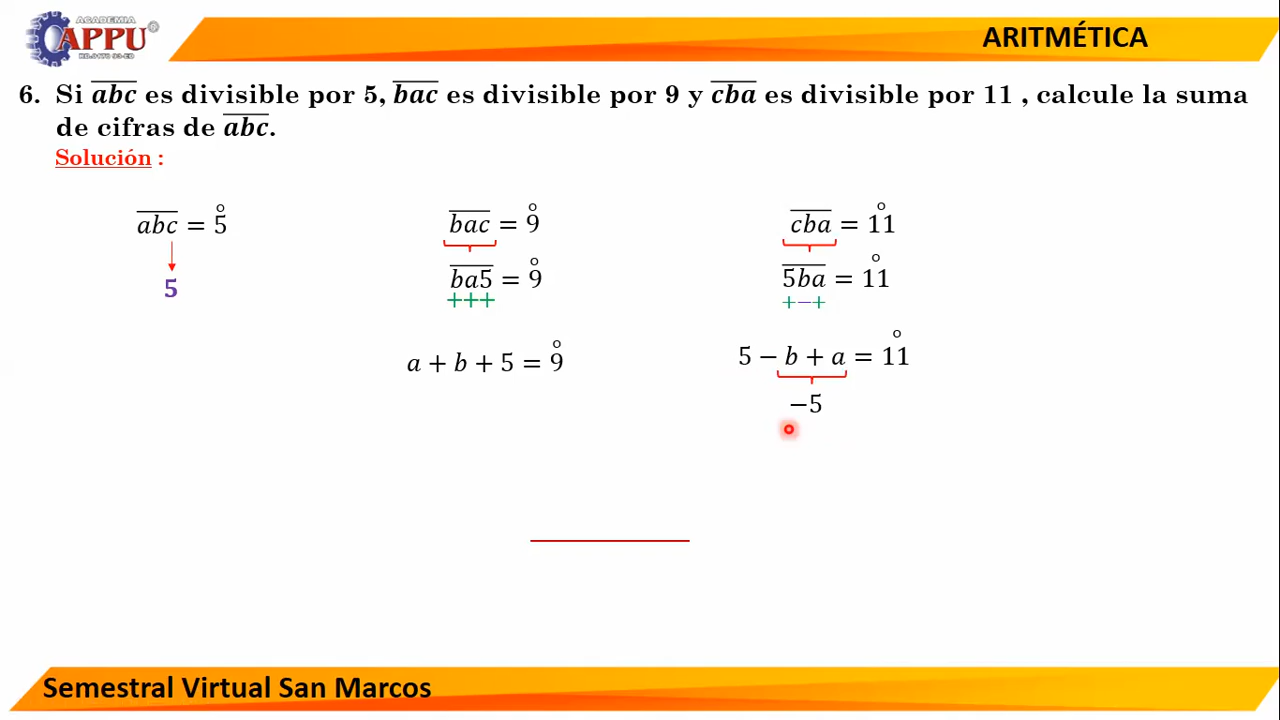 ACADEMIA
APPU
ARITMÉTICA
6. Si abc es divisible por 5, bac es divisible por 9 y cba es divisible por 11 , calcule la suma
de cifras de abc.
Solución :
abc = 5 bac = 9 cba = 11
5 ba5 = 9 5ba = 11
+++ +−+
a + b + 5 = 9 5 − b + a = 11
−5
Semestral Virtual San Marcos